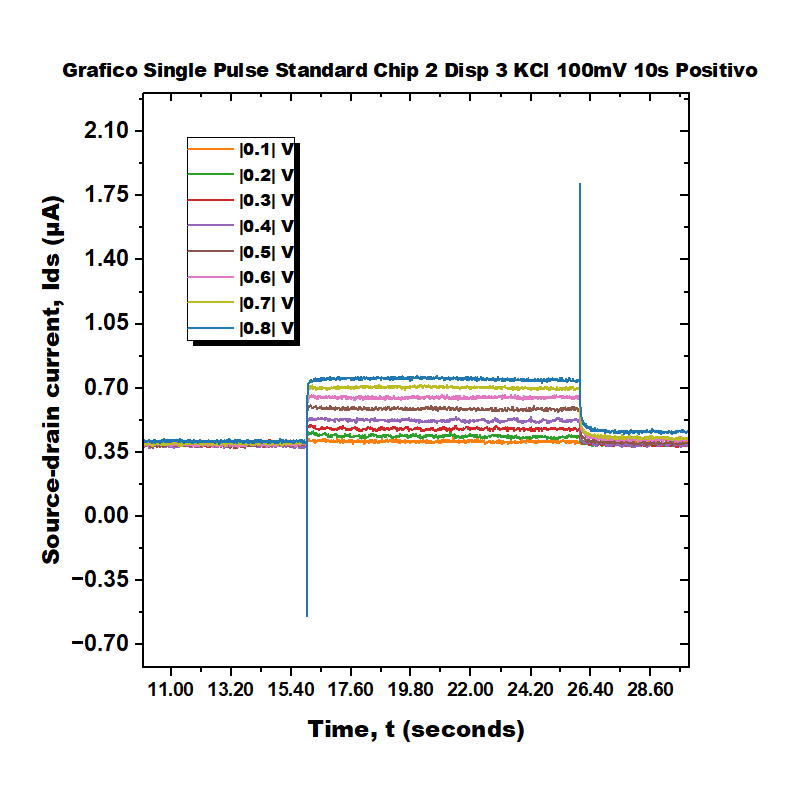 Grafico Single Pulse Standard Chip 2 Disp 3 KCl 100mV 10s Positivo
2.10
1.75
1.40
1.05
0.70
0.35
0.00
−0.35
−0.70
Source-drain current, Ids (μA)
|0.1| V
|0.2| V
|0.3| V
|0.4| V
|0.5| V
|0.6| V
|0.7| V
|0.8| V
11.00 13.20 15.40 17.60 19.80 22.00 24.20 26.40 28.60
Time, t (seconds)